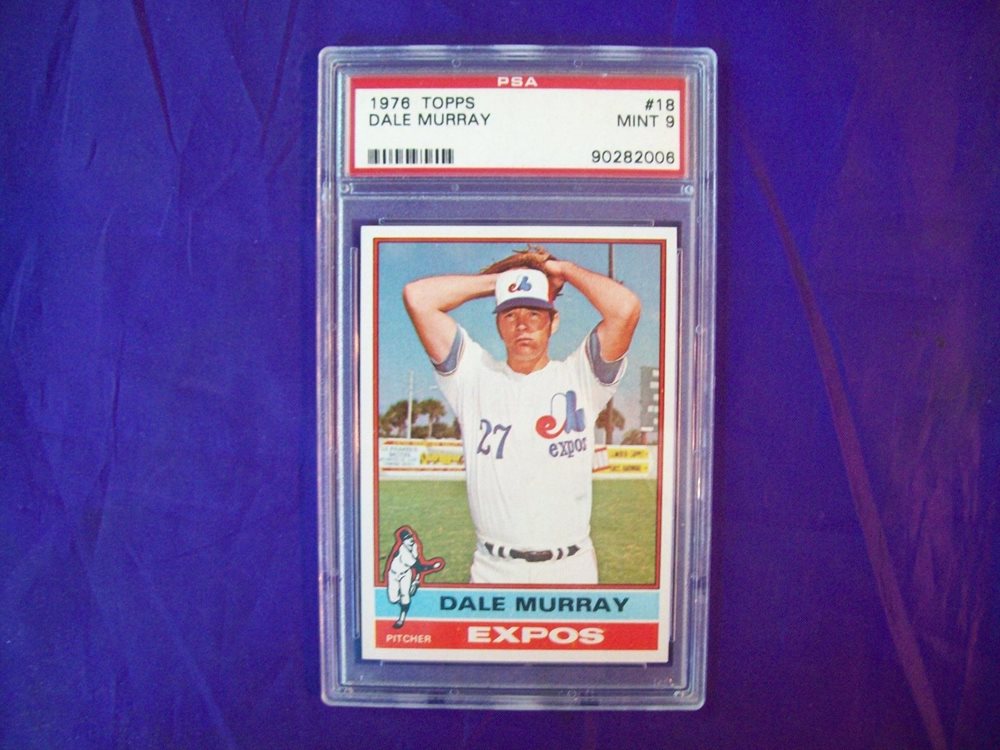 PSA
1976 TOPPS #18
DALE MURRAY MINT 9
90282006
27
expos
DALE MURRAY
PITCHER
EXPOS